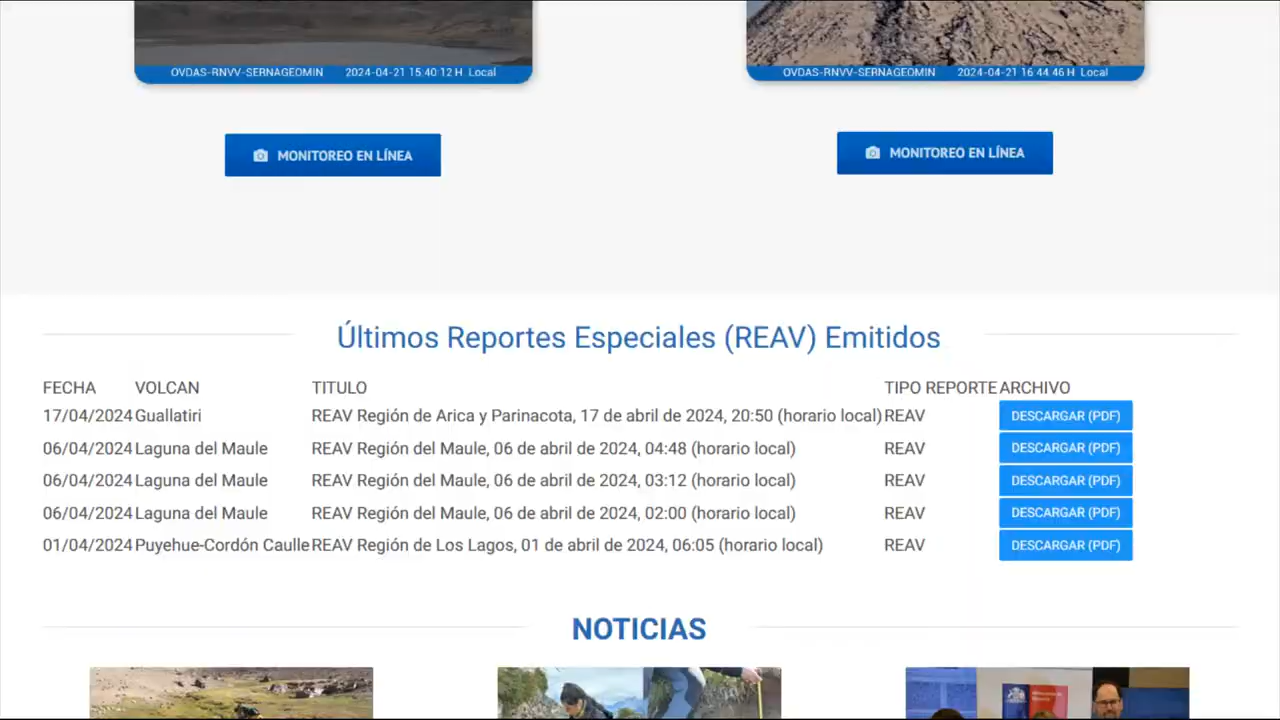 OVDAS-RNVV-SERNAGEOMIN 2024-04-21 15:40:12 H Local
OVDAS-RNVV-SERNAGEOMIN 2024-04-21 16:44:46 H Local
MONITOREO EN LÍNEA
MONITOREO EN LÍNEA
Últimos Reportes Especiales (REAV) Emitidos
FECHA VOLCAN TITULO TIPO REPORTE ARCHIVO
17/04/2024 Guallatiri REAV Región de Arica y Parinacota, 17 de abril de 2024, 20:50 (horario local) REAV DESCARGAR (PDF)
06/04/2024 Laguna del Maule REAV Región del Maule, 06 de abril de 2024, 04:48 (horario local) REAV DESCARGAR (PDF)
06/04/2024 Laguna del Maule REAV Región del Maule, 06 de abril de 2024, 03:12 (horario local) REAV DESCARGAR (PDF)
06/04/2024 Laguna del Maule REAV Región del Maule, 06 de abril de 2024, 02:00 (horario local) REAV DESCARGAR (PDF)
01/04/2024 Puyehue-Cordón Caulle REAV Región de Los Lagos, 01 de abril de 2024, 06:05 (horario local) REAV DESCARGAR (PDF)
NOTICIAS